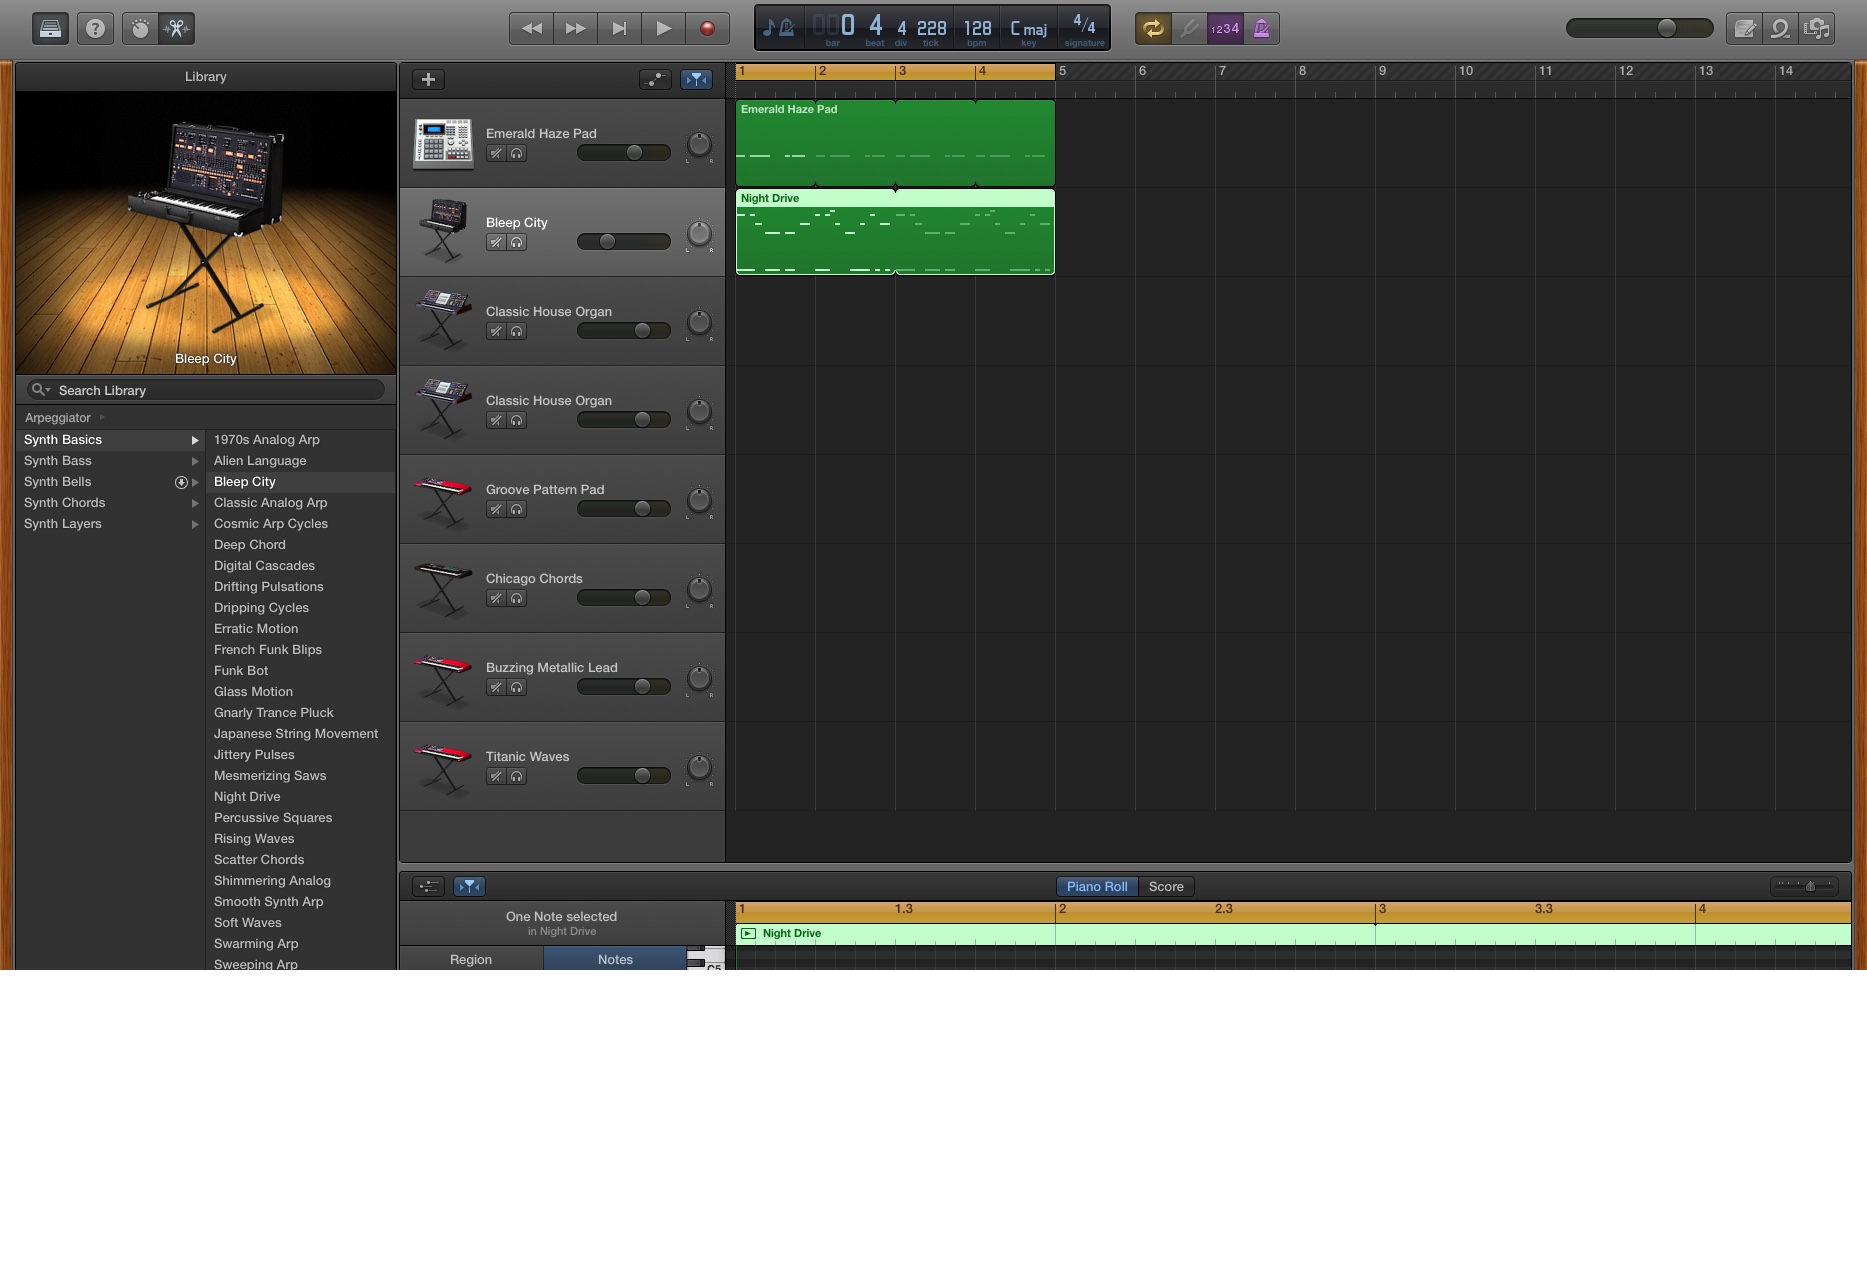 0 4 4 228 128 C maj 4/4
bar beat div tick bpm key signature
1234
Library
Bleep City
Search Library
Arpeggiator
Synth Basics
Synth Bass
Synth Bells
Synth Chords
Synth Layers
1970s Analog Arp
Alien Language
Bleep City
Classic Analog Arp
Cosmic Arp Cycles
Deep Chord
Digital Cascades
Drifting Pulsations
Dripping Cycles
Erratic Motion
French Funk Blips
Funk Bot
Glass Motion
Gnarly Trance Pluck
Japanese String Movement
Jittery Pulses
Mesmerizing Saws
Night Drive
Percussive Squares
Rising Waves
Scatter Chords
Shimmering Analog
Smooth Synth Arp
Soft Waves
Swarming Arp
Sweeping Arp
Emerald Haze Pad
L R
Bleep City
L R
Classic House Organ
L R
Classic House Organ
L R
Groove Pattern Pad
L R
Chicago Chords
L R
Buzzing Metallic Lead
L R
Titanic Waves
L R
1 2 3 4 5 6 7 8 9 10 11 12 13 14
Emerald Haze Pad
Night Drive
Piano Roll Score
One Note selected
in Night Drive
Region Notes
1 1.3 2 2.3 3 3.3 4
Night Drive
C5